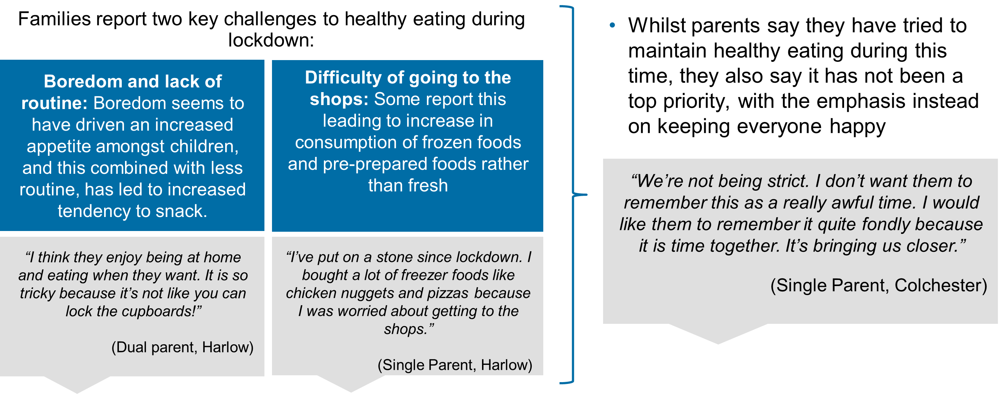 Families report two key challenges to healthy eating during
lockdown:
Boredom and lack of
routine: Boredom seems to
have driven an increased
appetite amongst children,
and this combined with less
routine, has led to increased
tendency to snack.
“I think they enjoy being at home
and eating when they want. It is so
tricky because it’s not like you can
lock the cupboards!”
(Dual parent, Harlow)
Difficulty of going to the
shops: Some report this
leading to increase in
consumption of frozen foods
and pre-prepared foods rather
than fresh
“I’ve put on a stone since lockdown. I
bought a lot of freezer foods like
chicken nuggets and pizzas because
I was worried about getting to the
shops.”
(Single Parent, Harlow)
• Whilst parents say they have tried to
maintain healthy eating during this
time, they also say it has not been a
top priority, with the emphasis instead
on keeping everyone happy
“We’re not being strict. I don’t want them to
remember this as a really awful time. I would
like them to remember it quite fondly because
it is time together. It’s bringing us closer.”
(Single Parent, Colchester)